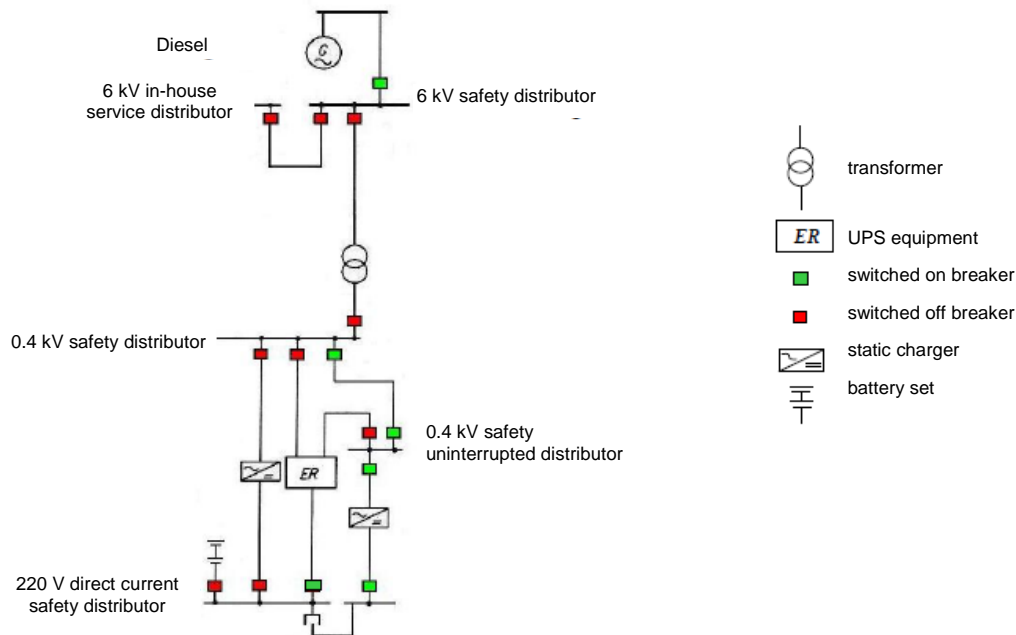 Diesel
G
6 kV in-house
service distributor
6 kV safety distributor
transformer
ER
UPS equipment
switched on breaker
switched off breaker
0.4 kV safety distributor
static charger
battery set
0.4 kV safety
uninterrupted distributor
ER
220 V direct current
safety distributor